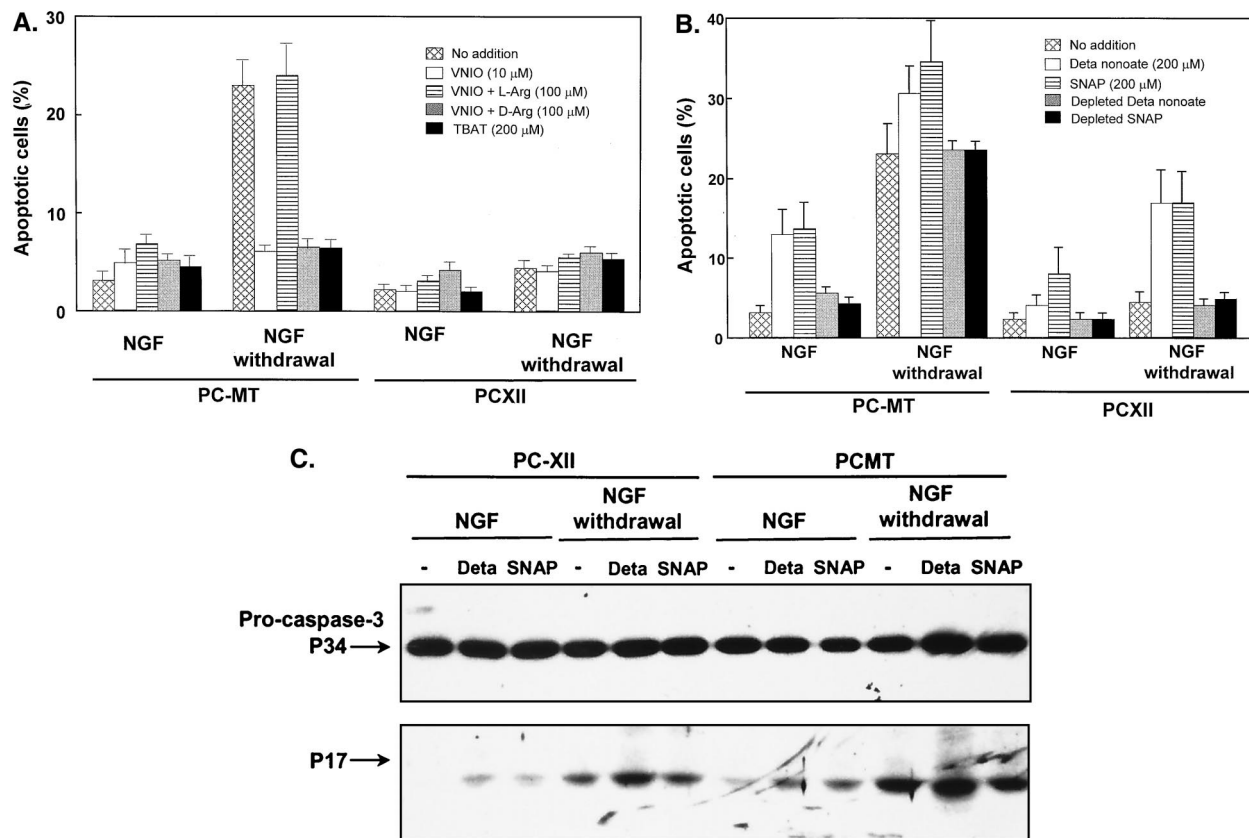 A.
30
20
10
0
Apoptotic cells (%)
No addition
VNIO (10 μM)
VNIO + L-Arg (100 μM)
VNIO + D-Arg (100 μM)
TBAT (200 μM)
NGF
NGF
withdrawal
NGF
NGF
withdrawal
PC-MT
PCXII
B.
40
30
20
10
0
Apoptotic cells (%)
No addition
Deta nonoate (200 μM)
SNAP (200 μM)
Depleted Deta nonoate
Depleted SNAP
NGF
NGF
withdrawal
NGF
NGF
withdrawal
PC-MT
PCXII
C.
PC-XII
PCMT
NGF
NGF
withdrawal
NGF
NGF
withdrawal
- Deta SNAP - Deta SNAP - Deta SNAP - Deta SNAP
Pro-caspase-3
P34
P17